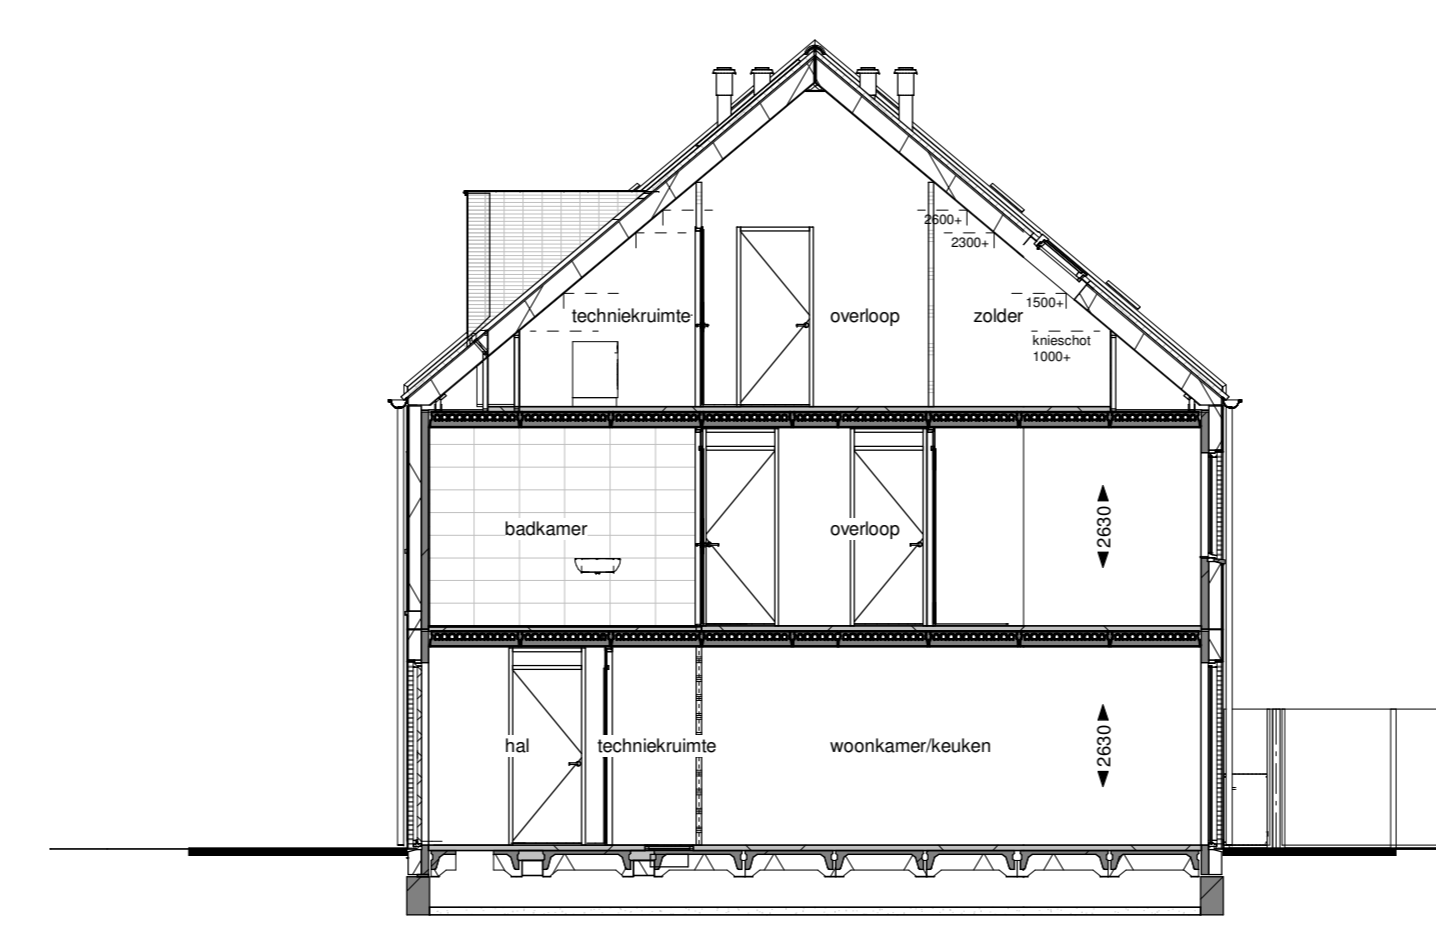 2600+
2300+
1500+
techniekruimte
overloop
zolder
knieschot
1000+
badkamer
overloop
2630
hal
techniekruimte
woonkamer/keuken
2630